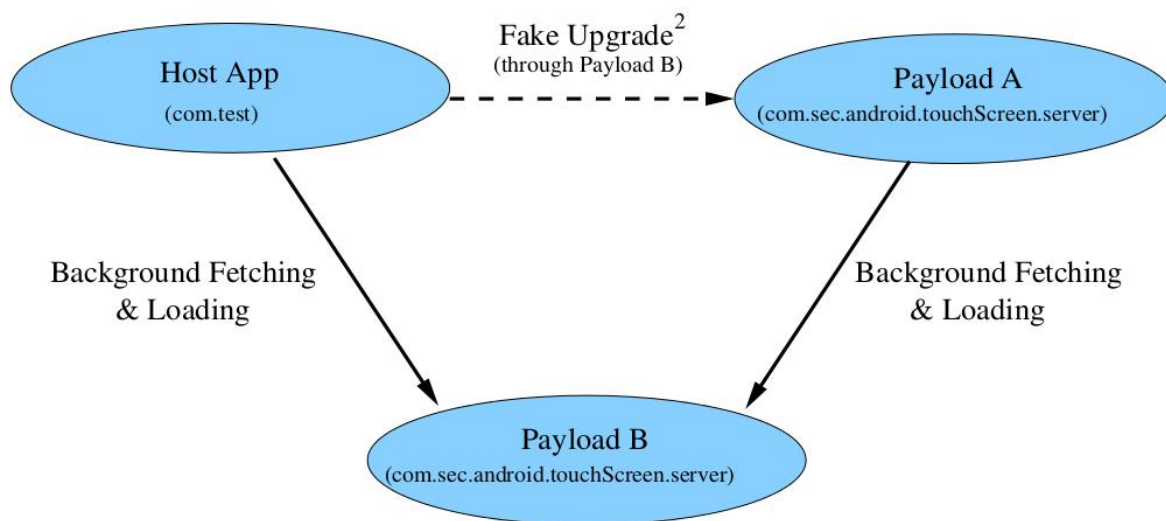 Fake Upgrade2
(through Payload B)
Host App
(com.test)
Payload A
(com.sec.android.touchScreen.server)
Background Fetching
& Loading
Background Fetching
& Loading
Payload B
(com.sec.android.touchScreen.server)